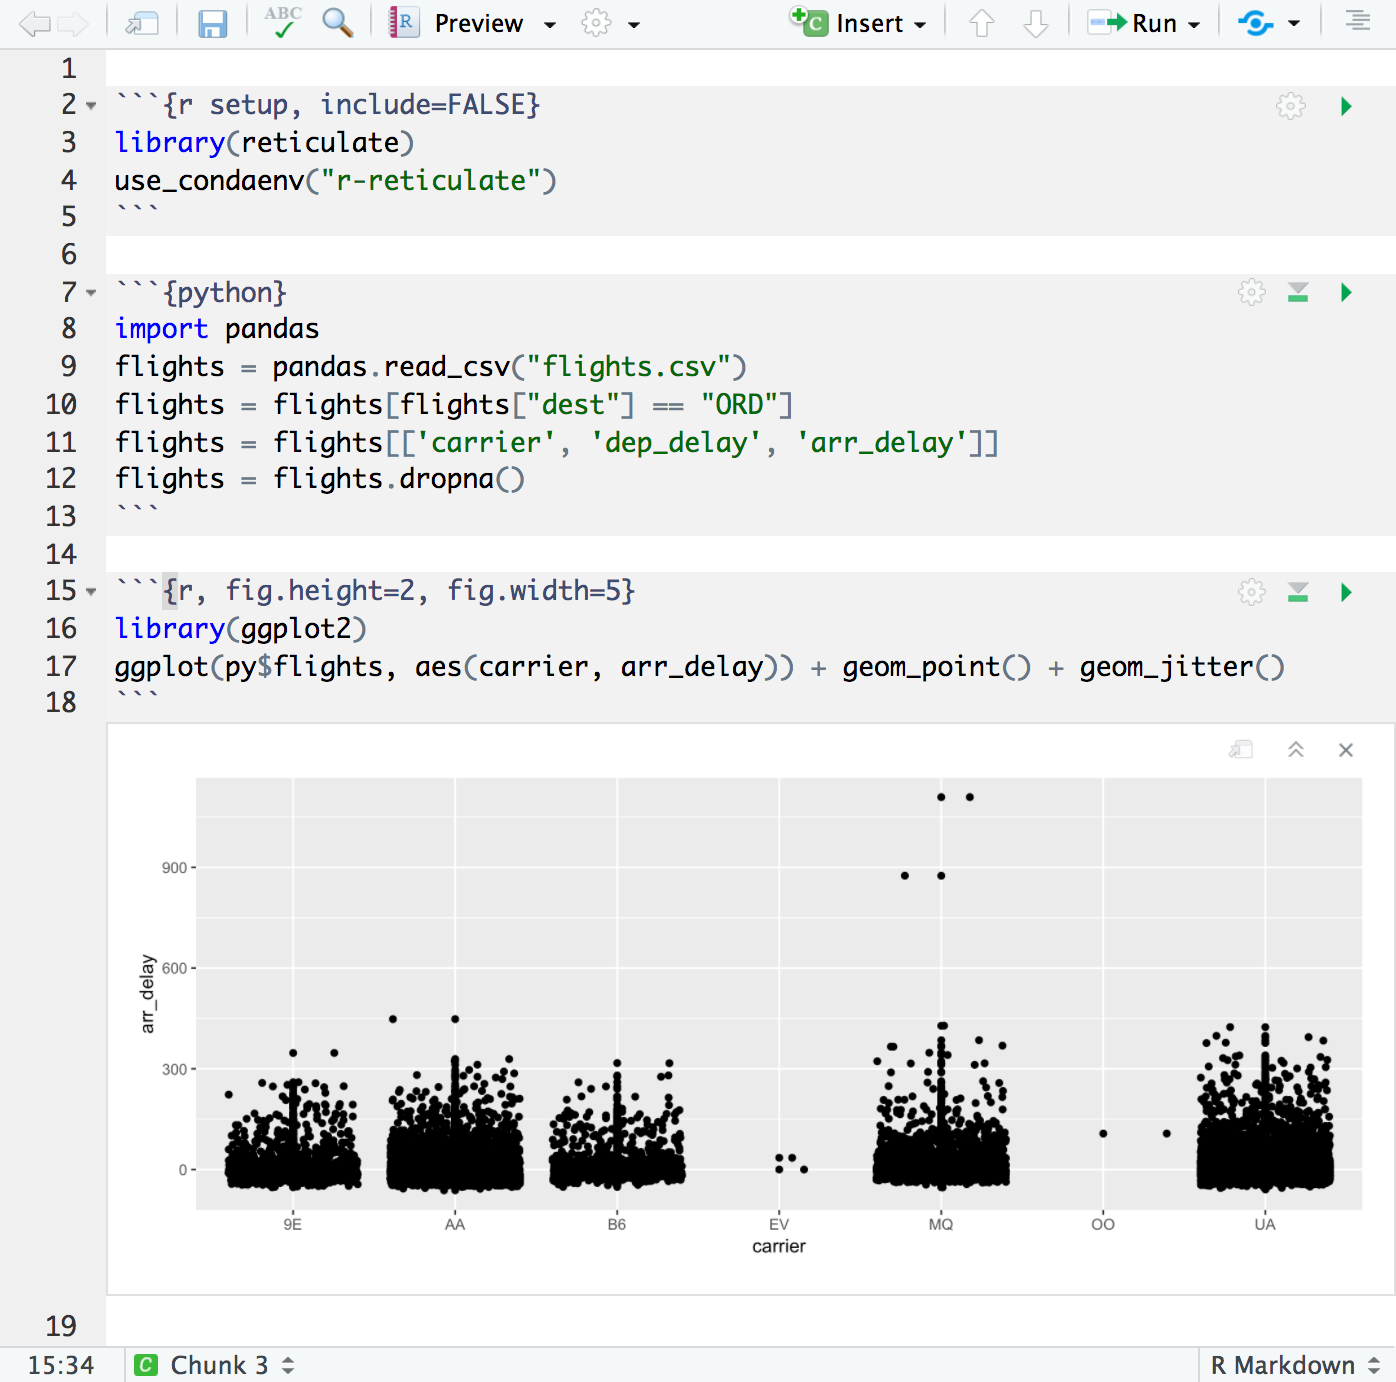 ABC
R Preview
C Insert
Run
1
2 ```{r setup, include=FALSE}
3 library(reticulate)
4 use_condaenv("r-reticulate")
5 ```
6
7 ```{python}
8 import pandas
9 flights = pandas.read_csv("flights.csv")
10 flights = flights[flights["dest"] == "ORD"]
11 flights = flights[['carrier', 'dep_delay', 'arr_delay']]
12 flights = flights.dropna()
13 ```
14
15 ```{r, fig.height=2, fig.width=5}
16 library(ggplot2)
17 ggplot(py$flights, aes(carrier, arr_delay)) + geom_point() + geom_jitter()
18 ```
900
600
300
0
arr_delay
9E AA B6 EV MQ OO UA
carrier
19
15:34 C Chunk 3 R Markdown